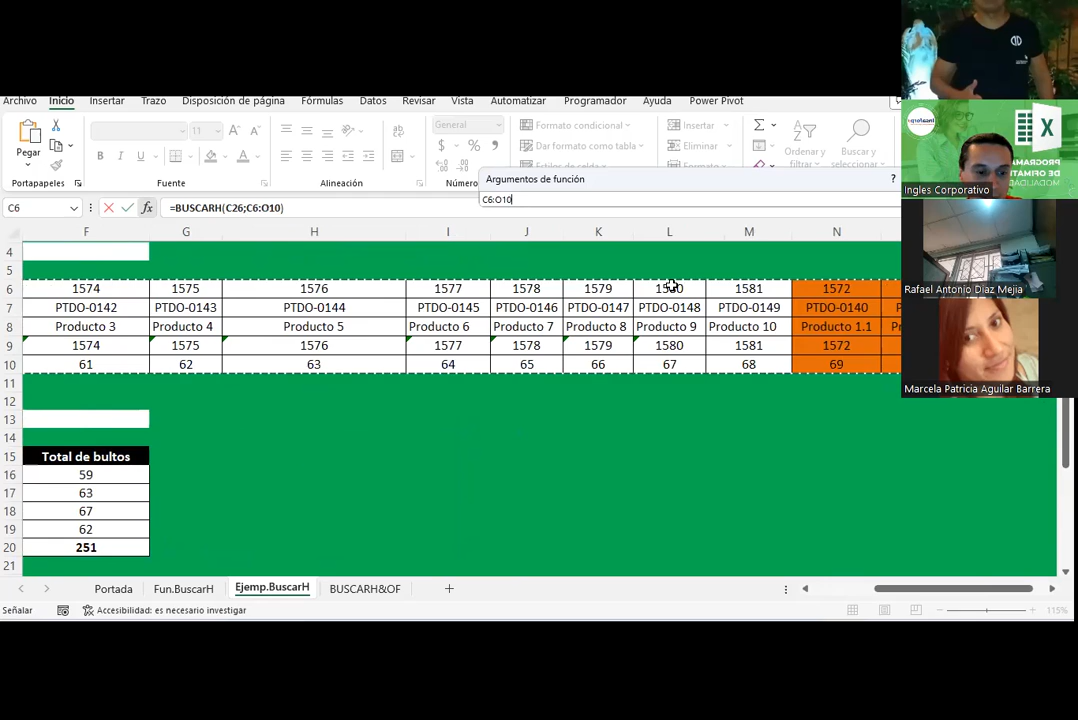 Archivo Inicio Insertar Trazo Disposición de página Fórmulas Datos Revisar Vista Automatizar Programador Ayuda Power Pivot
Pegar
11
General
Formato condicional
Dar formato como tabla
Insertar
Eliminar
Ordenar y
filtrar
Buscar y
seleccionar
Portapapeles Fuente Alineación Número
Argumentos de función ?
C6:O10
C6 fx =BUSCARH(C26;C6:O10)
F G H I J K L M N
4
5
6 1574 1575 1576 1577 1578 1579 1580 1581 1572
7 PTDO-0142 PTDO-0143 PTDO-0144 PTDO-0145 PTDO-0146 PTDO-0147 PTDO-0148 PTDO-0149 PTDO-0140
8 Producto 3 Producto 4 Producto 5 Producto 6 Producto 7 Producto 8 Producto 9 Producto 10 Producto 1.1
9 1574 1575 1576 1577 1578 1579 1580 1581 1572
10 61 62 63 64 65 66 67 68 69
11
12
13
14
15 Total de bultos
16 59
17 63
18 67
19 62
20 251
21
Portada Fun.BuscarH Ejemp.BuscarH BUSCARH&OF
Señalar Accesibilidad: es necesario investigar 115%
Ingles Corporativo
Rafael Antonio Díaz Mejia
Marcela Patricia Aguilar Barrera